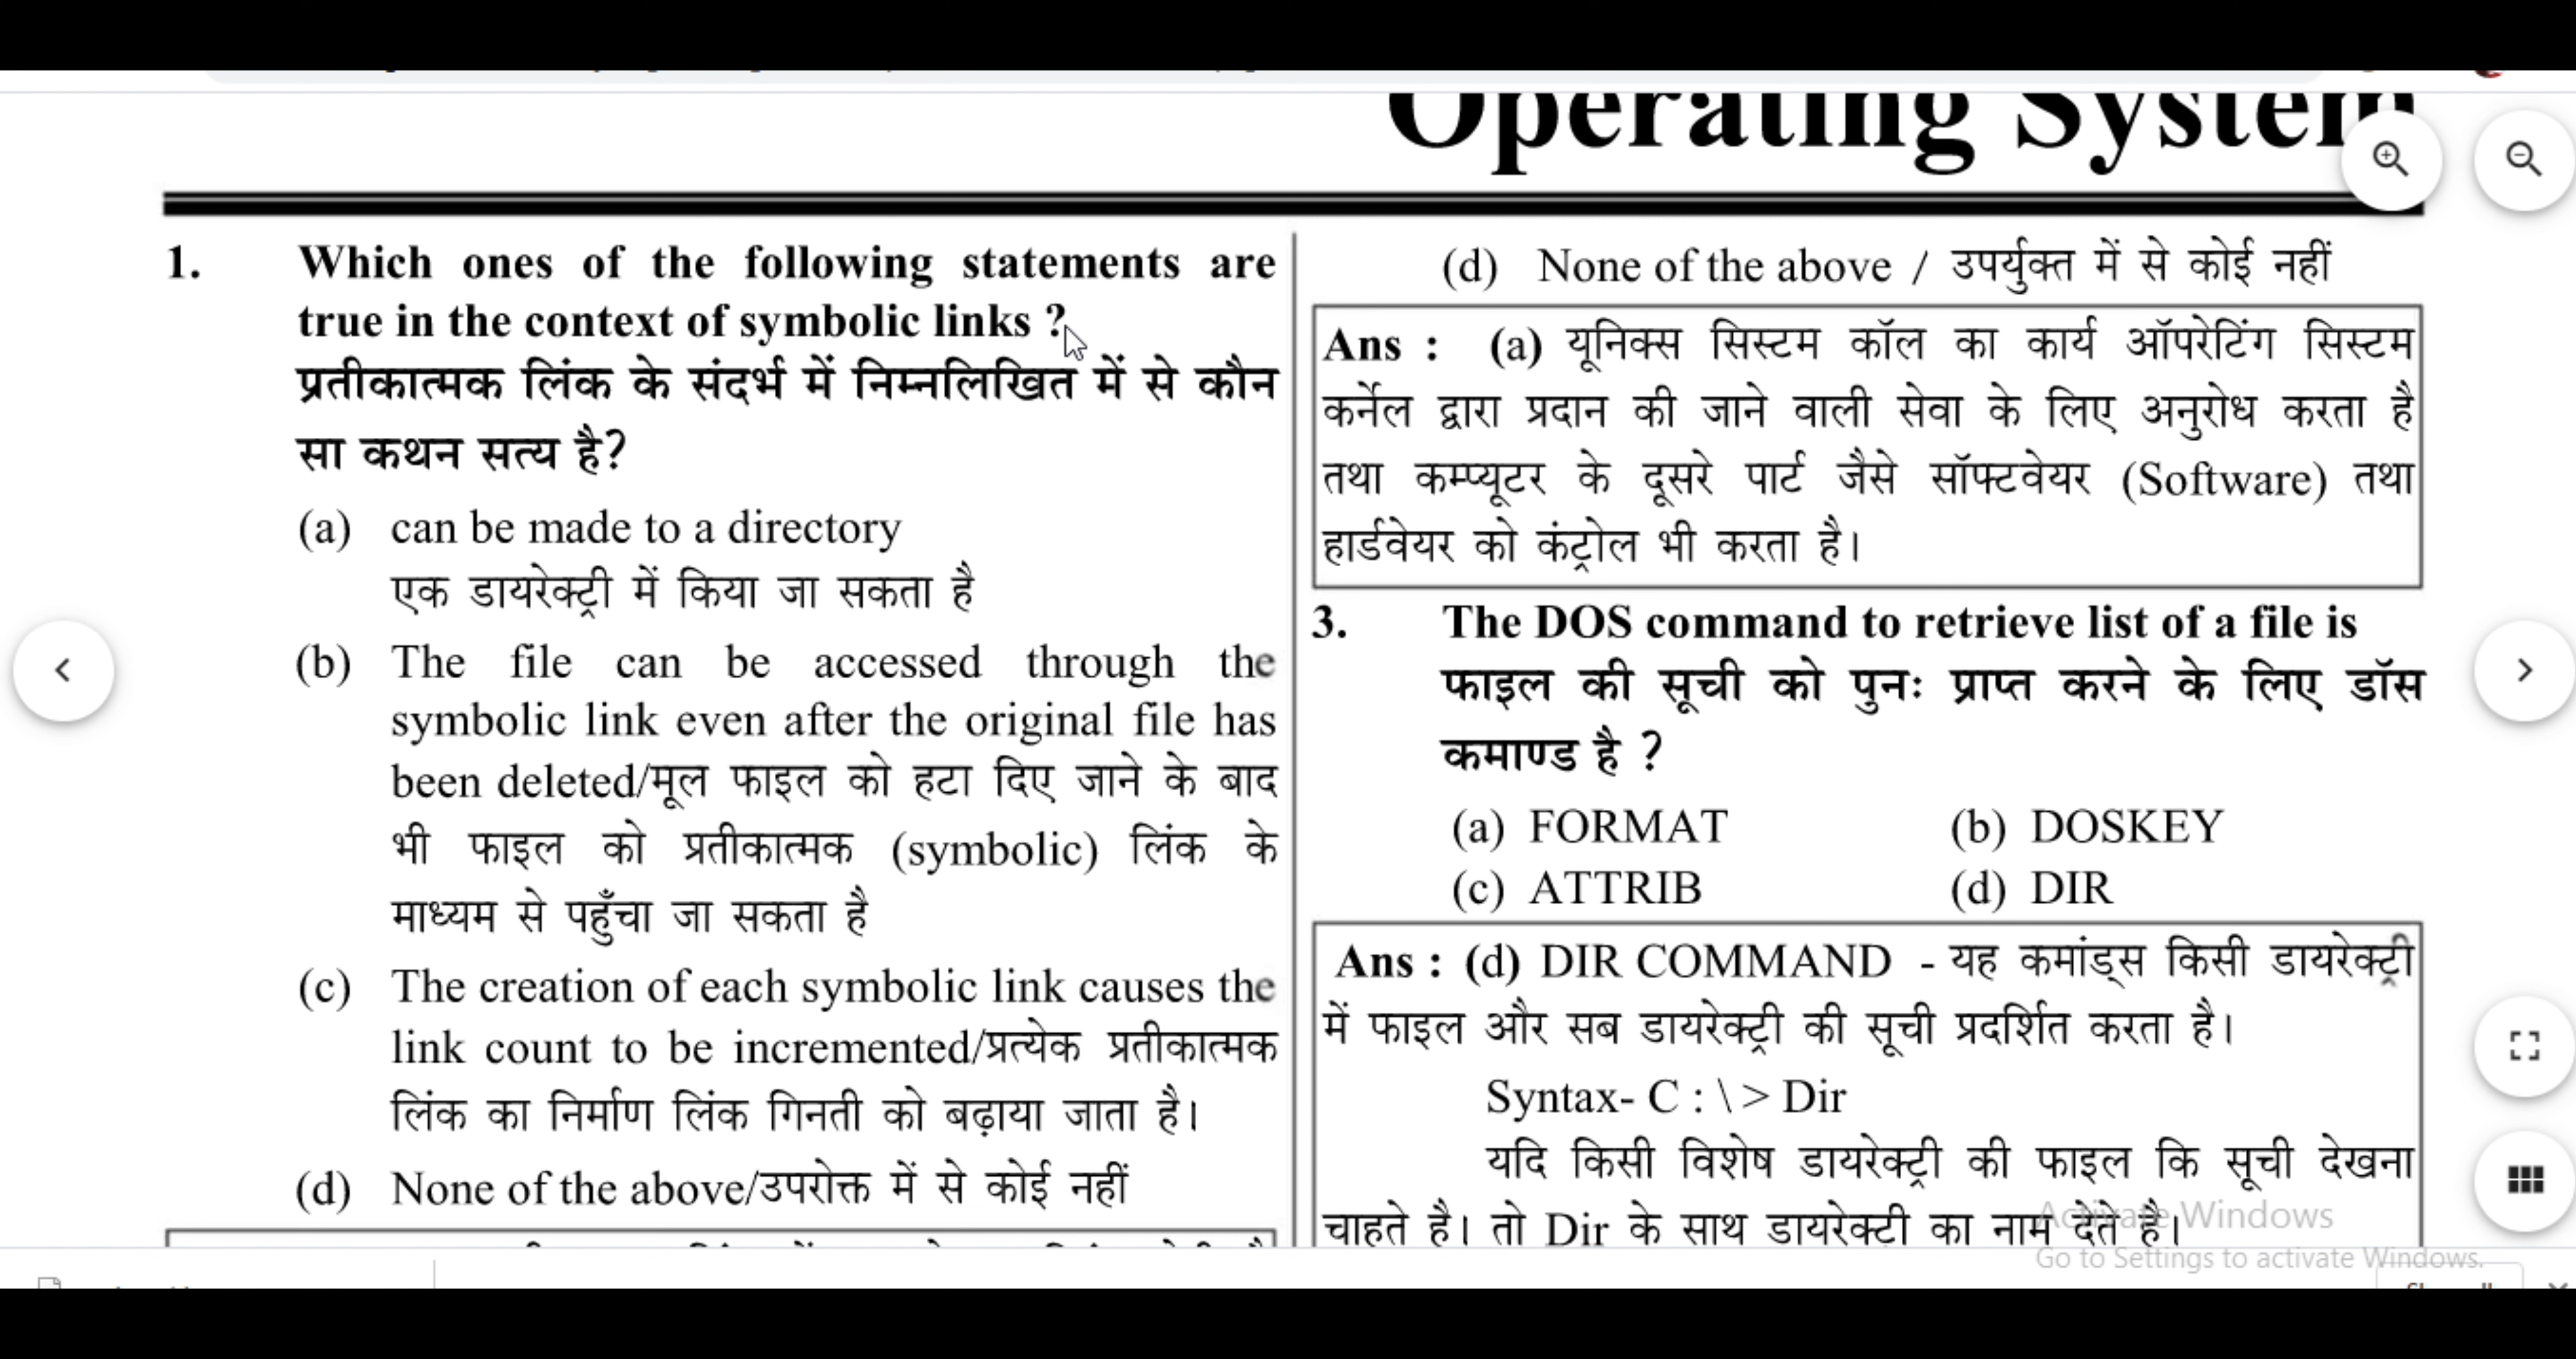 Operating System
1. Which ones of the following statements are
true in the context of symbolic links ?
प्रतीकात्मक लिंक के संदर्भ में निम्नलिखित में से कौन
सा कथन सत्य है?
(a) can be made to a directory
एक डायरेक्ट्री में किया जा सकता है
(b) The file can be accessed through the
symbolic link even after the original file has
been deleted/मूल फाइल को हटा दिए जाने के बाद
भी फाइल को प्रतीकात्मक (symbolic) लिंक के
माध्यम से पहुँचा जा सकता है
(c) The creation of each symbolic link causes the
link count to be incremented/प्रत्येक प्रतीकात्मक
लिंक का निर्माण लिंक गिनती को बढ़ाया जाता है।
(d) None of the above/उपरोक्त में से कोई नहीं
(d) None of the above / उपर्युक्त में से कोई नहीं
Ans : (a) यूनिक्स सिस्टम कॉल का कार्य ऑपरेटिंग सिस्टम
कर्नेल द्वारा प्रदान की जाने वाली सेवा के लिए अनुरोध करता है
तथा कम्प्यूटर के दूसरे पार्ट जैसे सॉफ्टवेयर (Software) तथा
हार्डवेयर को कंट्रोल भी करता है।
3. The DOS command to retrieve list of a file is
फाइल की सूची को पुनः प्राप्त करने के लिए डॉस
कमाण्ड है ?
(a) FORMAT (b) DOSKEY
(c) ATTRIB (d) DIR
Ans : (d) DIR COMMAND - यह कमांड्स किसी डायरेक्ट्री
में फाइल और सब डायरेक्ट्री की सूची प्रदर्शित करता है।
Syntax- C : \ > Dir
यदि किसी विशेष डायरेक्ट्री की फाइल कि सूची देखना
चाहते है। तो Dir के साथ डायरेक्टी का नाम देते है।
Activate Windows
Go to Settings to activate Windows.